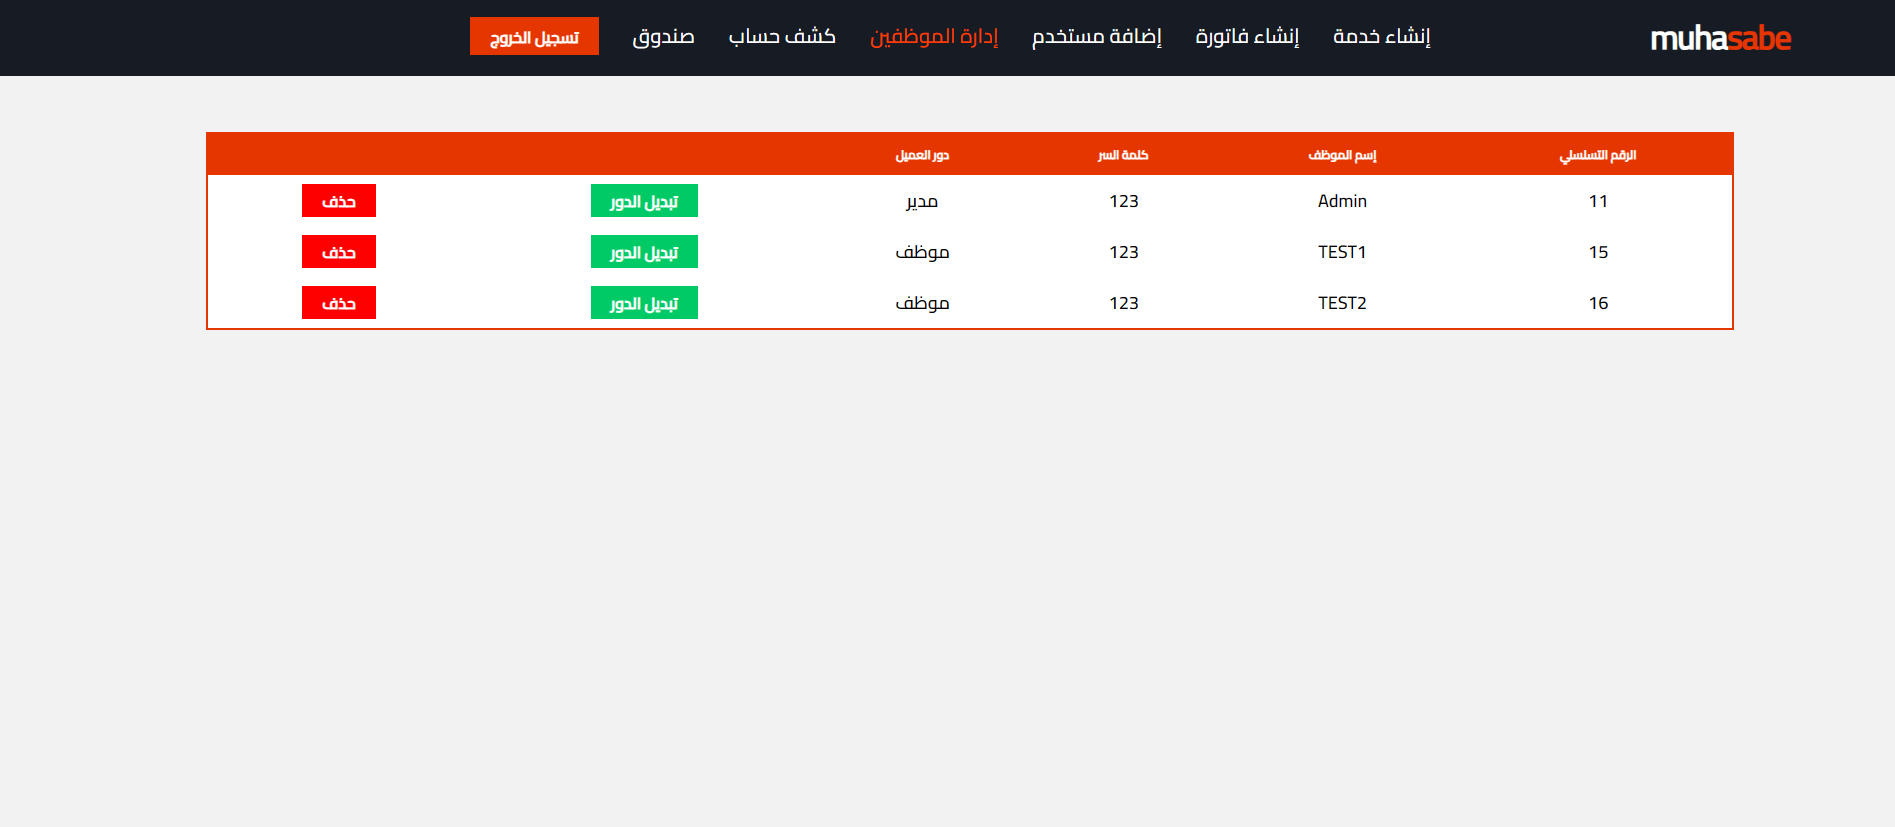 muhasabe
إنشاء خدمة إنشاء فاتورة إضافة مستخدم إدارة الموظفين كشف حساب صندوق تسجيل الخروج
الرقم التسلسلي إسم الموظف كلمة السر دور العميل
11 Admin 123 مدير تبديل الدور حذف
15 TEST1 123 موظف تبديل الدور حذف
16 TEST2 123 موظف تبديل الدور حذف